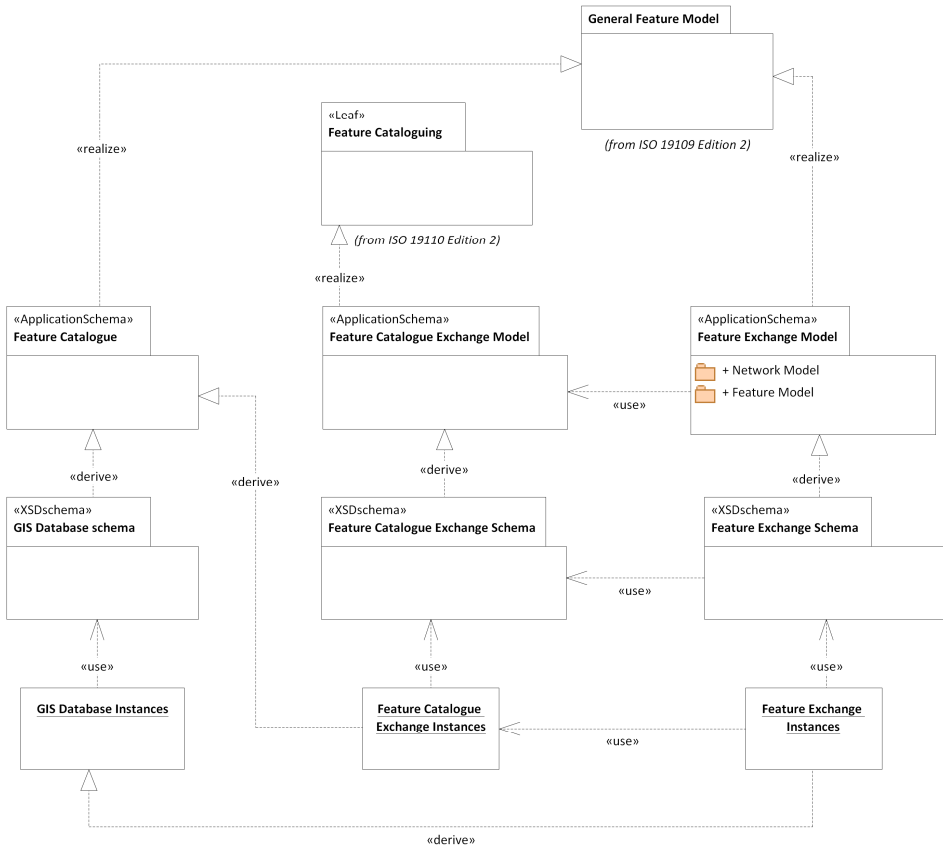 General Feature Model
(from ISO 19109 Edition 2)
«Leaf»
Feature Cataloguing
(from ISO 19110 Edition 2)
«realize»
«realize»
«realize»
«ApplicationSchema»
Feature Catalogue
«ApplicationSchema»
Feature Catalogue Exchange Model
«ApplicationSchema»
Feature Exchange Model
+ Network Model
+ Feature Model
«use»
«derive»
«derive»
«derive»
«derive»
«XSDschema»
GIS Database schema
«XSDschema»
Feature Catalogue Exchange Schema
«XSDschema»
Feature Exchange Schema
«use»
«use»
«use»
«use»
GIS Database Instances
Feature Catalogue
Exchange Instances
Feature Exchange
Instances
«use»
«derive»